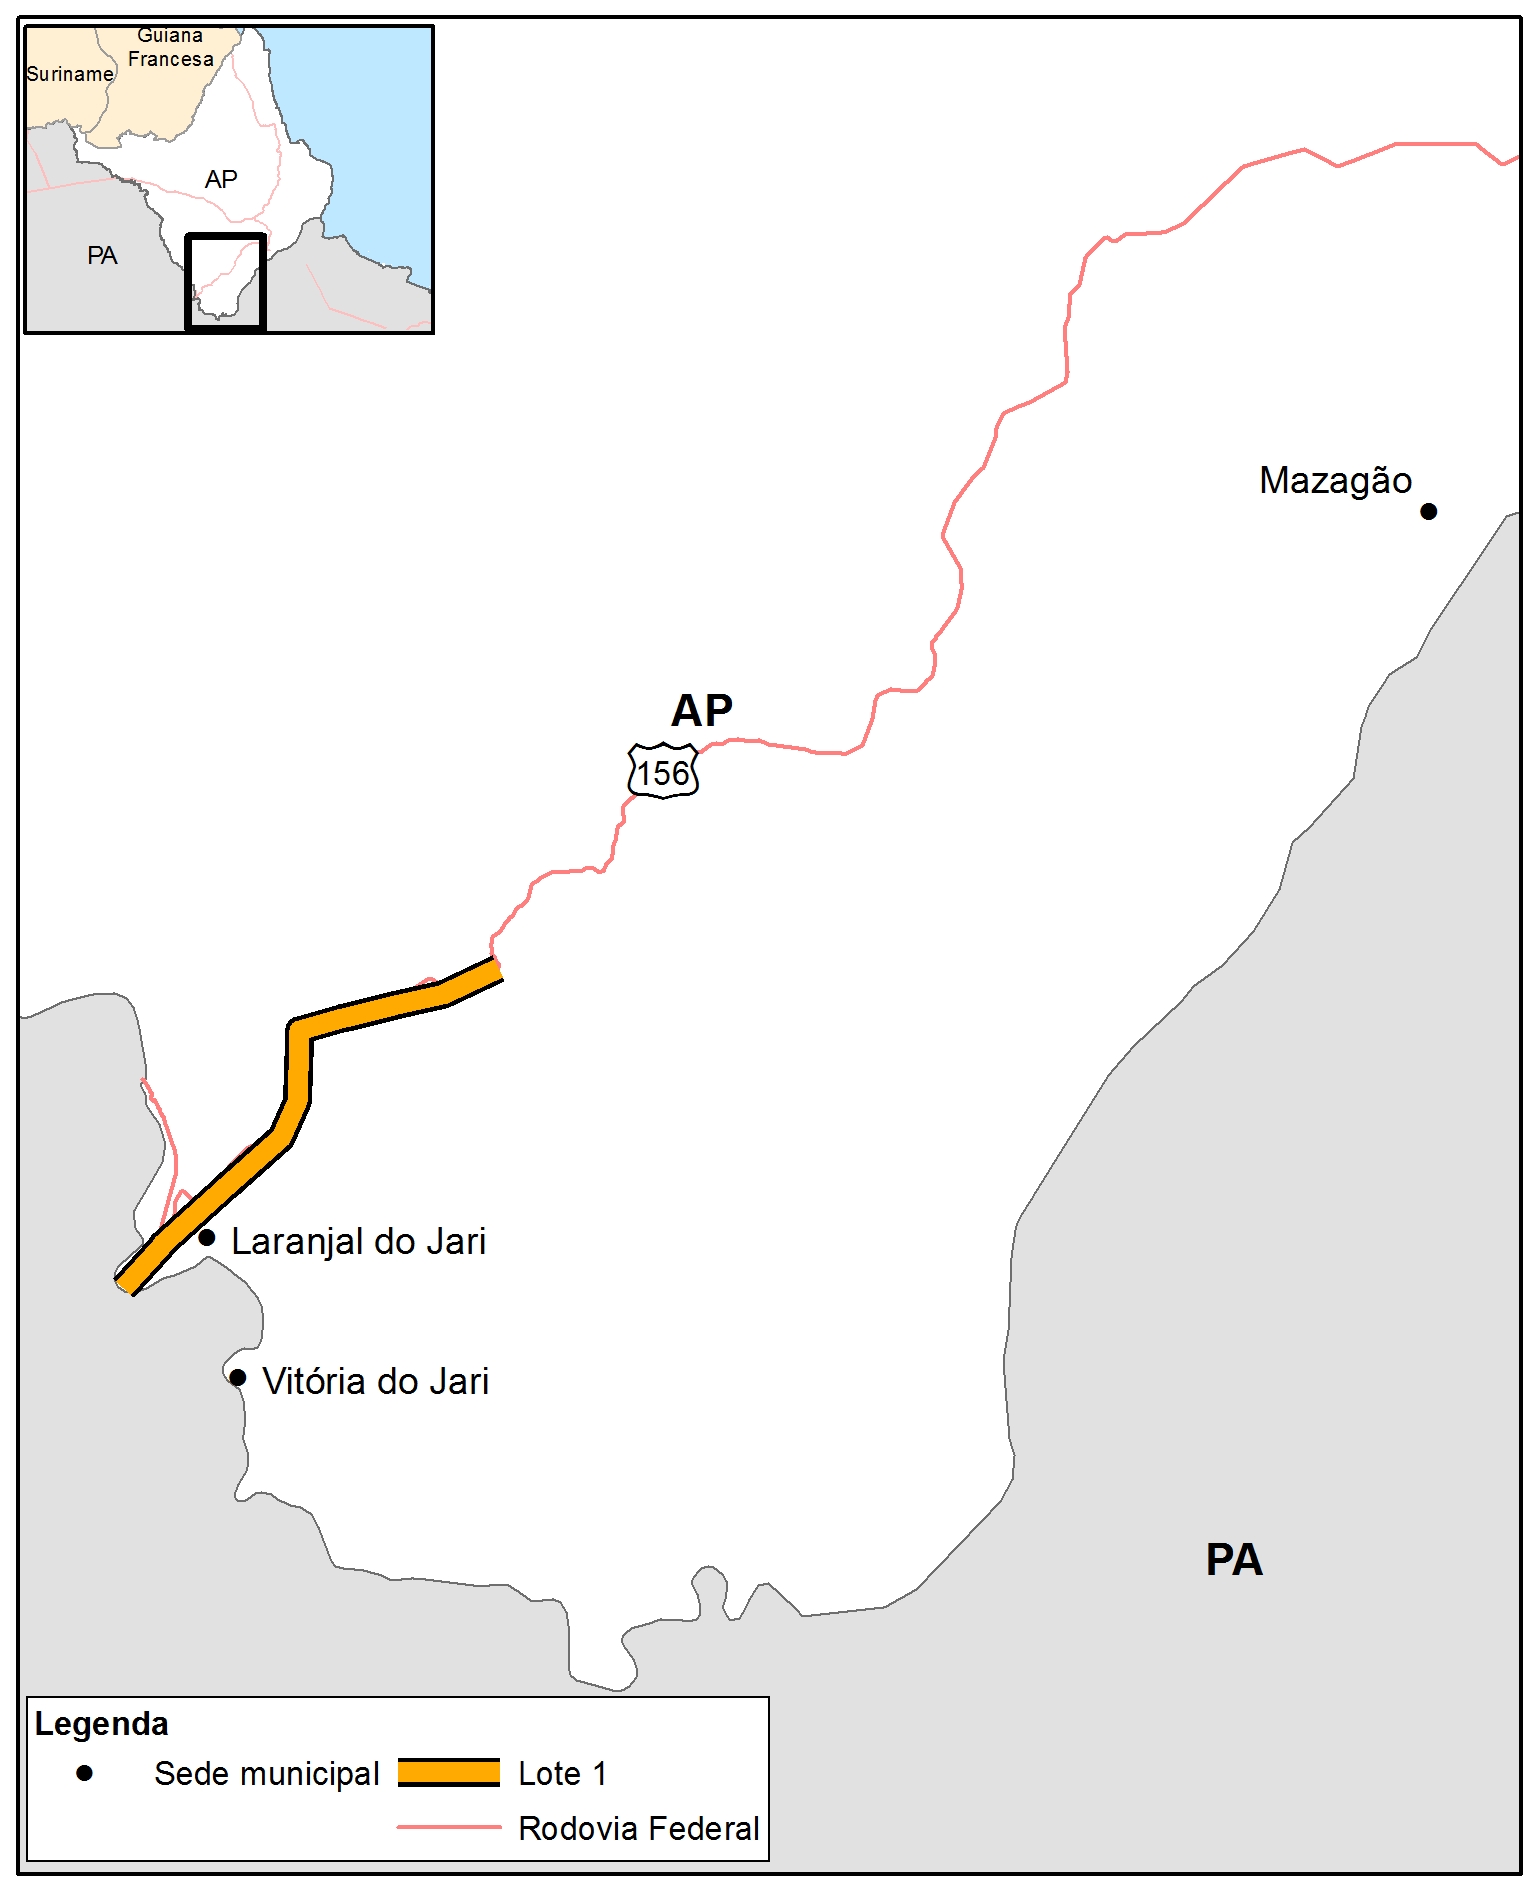 Guiana
Francesa
Suriname
AP
PA
Mazagão
AP
156
Laranjal do Jari
Vitória do Jari
PA
Legenda
Sede municipal
Lote 1
Rodovia Federal